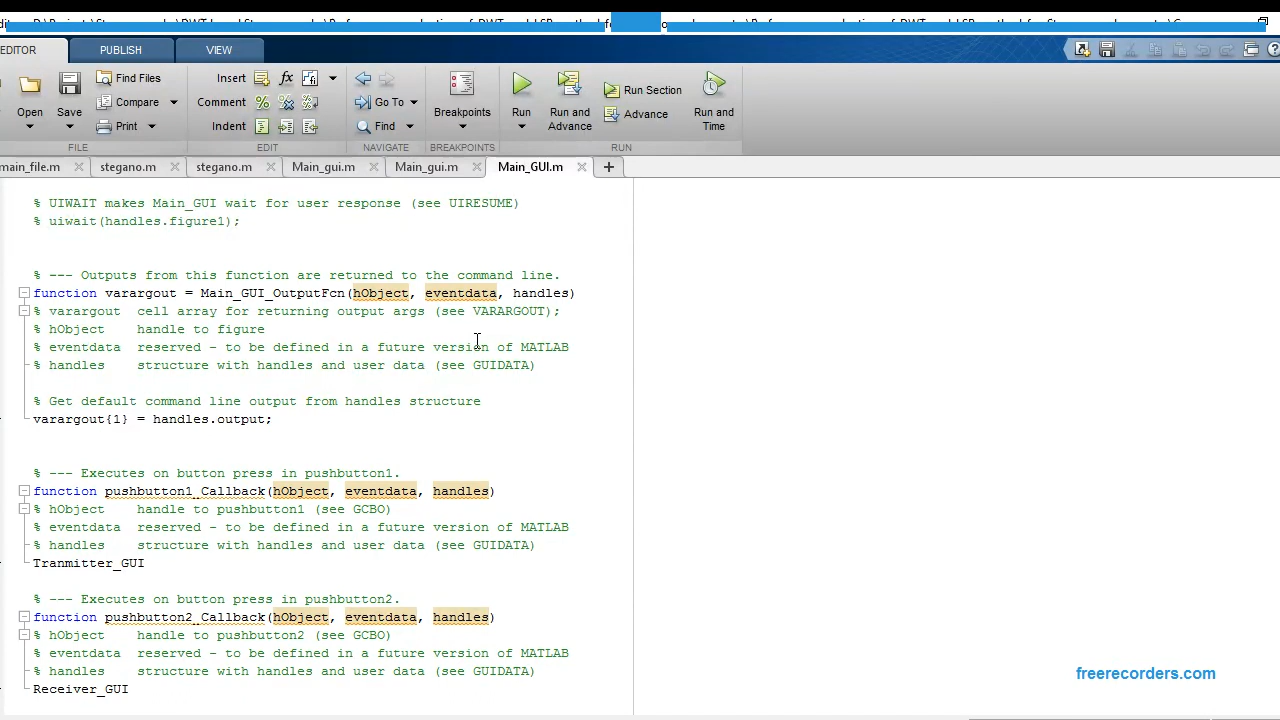 EDITOR
PUBLISH
VIEW
Open
Save
Find Files
Compare
Print
FILE
Insert
fx
Comment
Indent
EDIT
Go To
Find
NAVIGATE
Breakpoints
BREAKPOINTS
Run
Run and Advance
Run Section
Advance
Run and Time
RUN
main_file.m
stegano.m
stegano.m
Main_gui.m
Main_gui.m
Main_GUI.m
% UIWAIT makes Main_GUI wait for user response (see UIRESUME)
% uiwait(handles.figure1);
% --- Outputs from this function are returned to the command line.
function varargout = Main_GUI_OutputFcn(hObject, eventdata, handles)
% varargout  cell array for returning output args (see VARARGOUT);
% hObject    handle to figure
% eventdata  reserved - to be defined in a future version of MATLAB
% handles    structure with handles and user data (see GUIDATA)
% Get default command line output from handles structure
varargout{1} = handles.output;
% --- Executes on button press in pushbutton1.
function pushbutton1_Callback(hObject, eventdata, handles)
% hObject    handle to pushbutton1 (see GCBO)
% eventdata  reserved - to be defined in a future version of MATLAB
% handles    structure with handles and user data (see GUIDATA)
Tranmitter_GUI
% --- Executes on button press in pushbutton2.
function pushbutton2_Callback(hObject, eventdata, handles)
% hObject    handle to pushbutton2 (see GCBO)
% eventdata  reserved - to be defined in a future version of MATLAB
% handles    structure with handles and user data (see GUIDATA)
Receiver_GUI
freerecorders.com